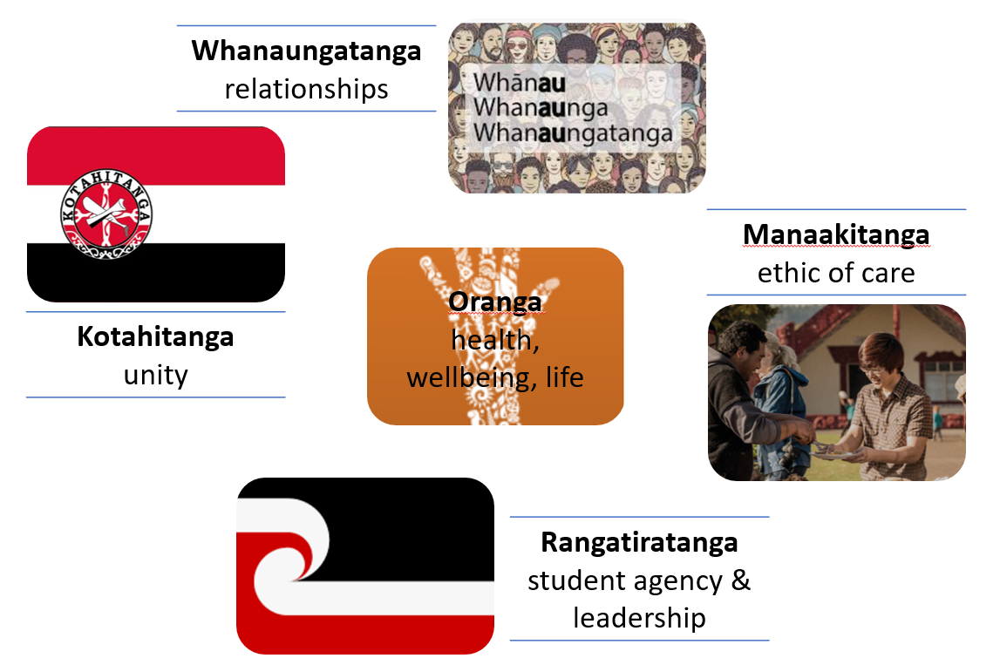 Whanaungatanga
relationships
Whānau
Whanaunga
Whanaungatanga
KOTAHITANGA
Kotahitanga
unity
Manaakitanga
ethic of care
Oranga
health,
wellbeing, life
Rangatiratanga
student agency &
leadership